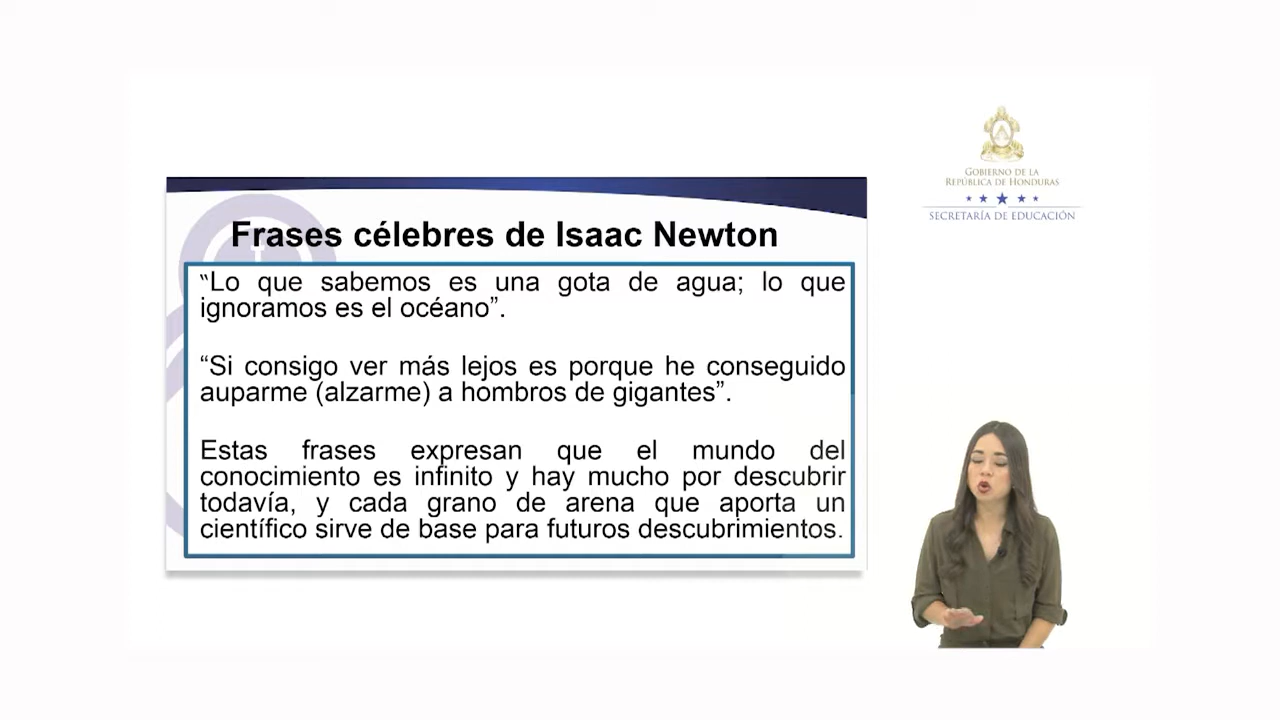 Frases célebres de Isaac Newton
“Lo que sabemos es una gota de agua; lo que
ignoramos es el océano”.
“Si consigo ver más lejos es porque he conseguido
auparme (alzarme) a hombros de gigantes”.
Estas frases expresan que el mundo del
conocimiento es infinito y hay mucho por descubrir
todavía, y cada grano de arena que aporta un
científico sirve de base para futuros descubrimientos.
GOBIERNO DE LA
REPÚBLICA DE HONDURAS
SECRETARÍA DE EDUCACIÓN